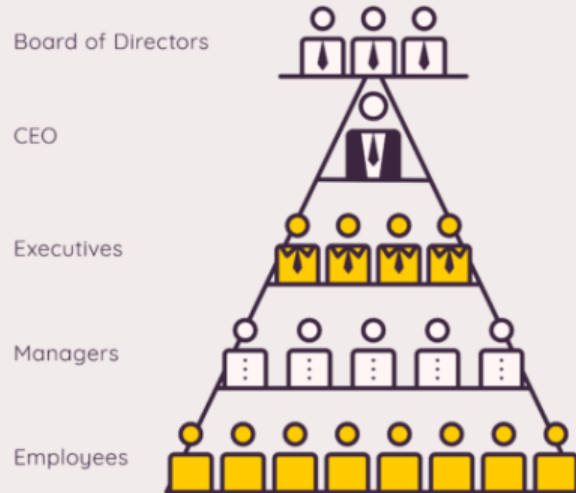 Board of Directors
CEO
Executives
Managers
Employees